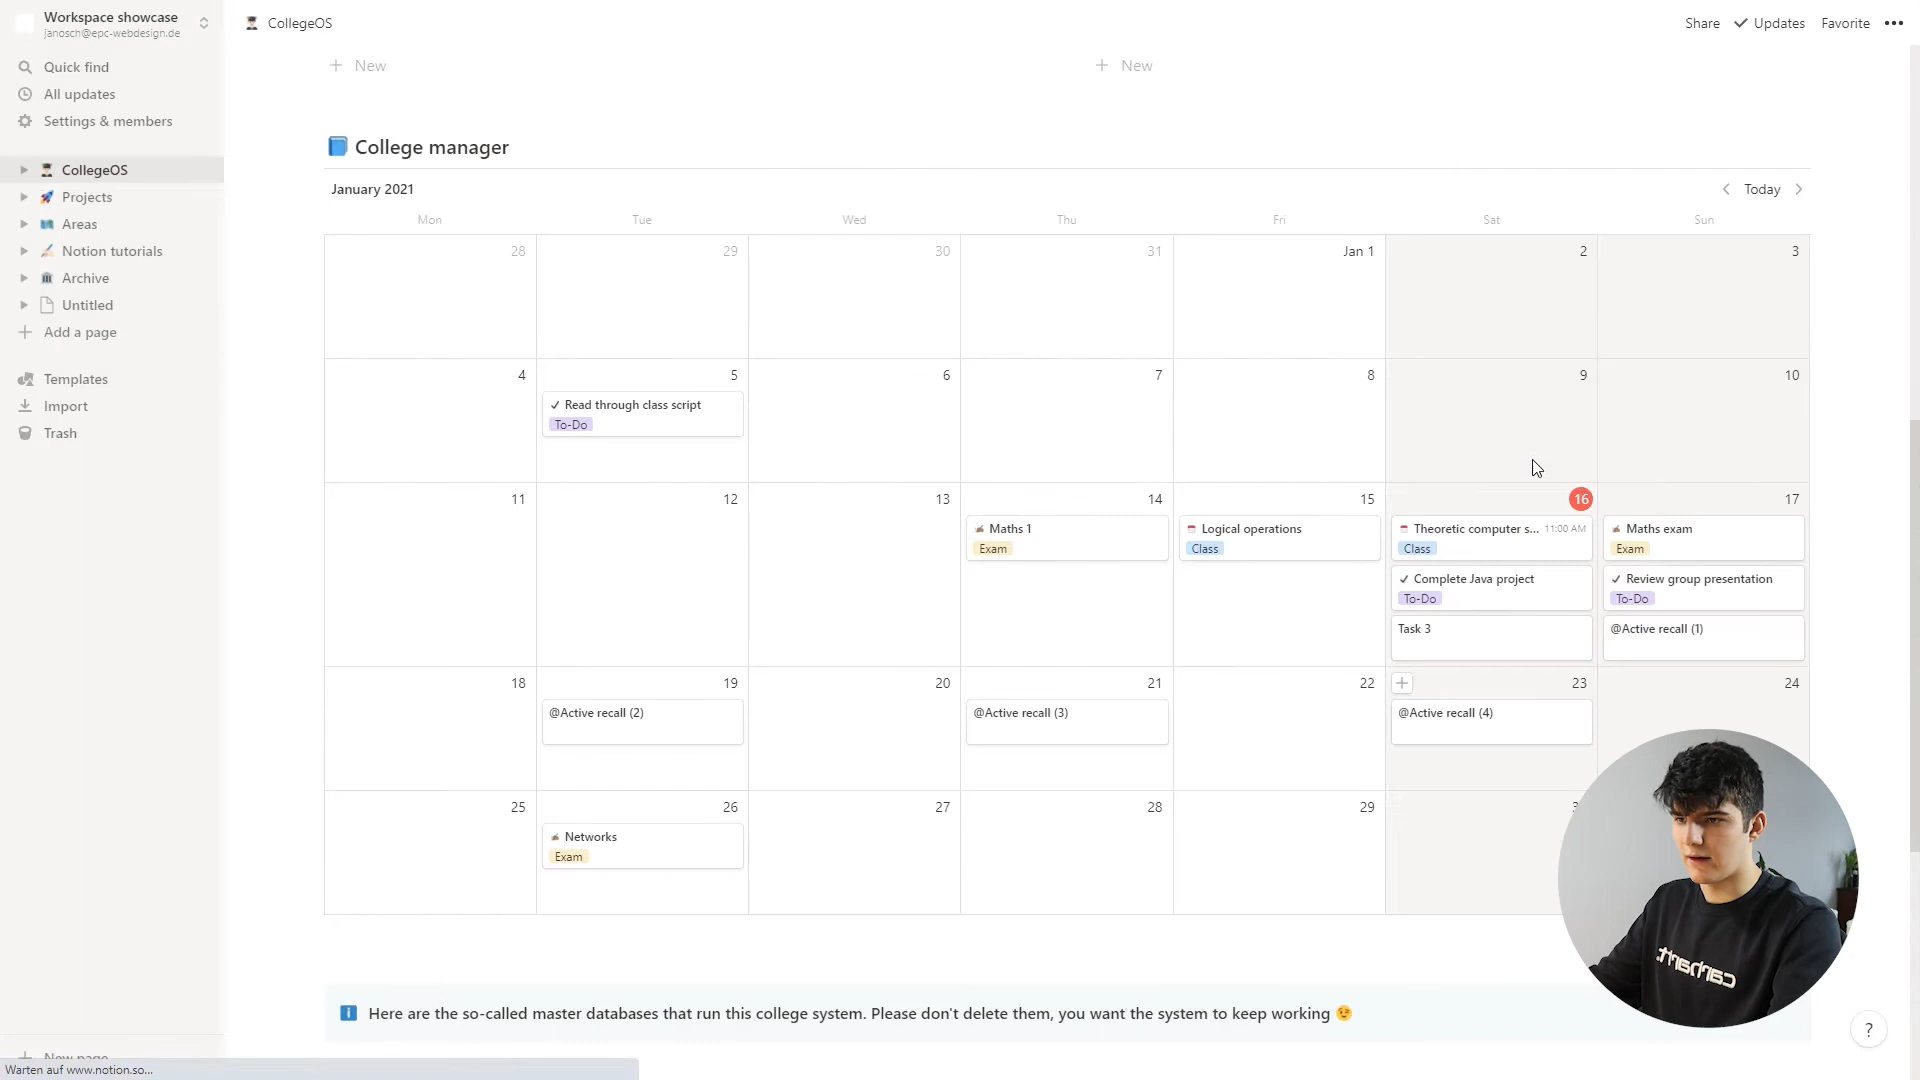 Workspace showcase
janosch@epc-webdesign.de
Quick find
All updates
Settings & members
CollegeOS
Projects
Areas
Notion tutorials
Archive
Untitled
Add a page
Templates
Import
Trash
New page
Warten auf www.notion.so...
CollegeOS
Share
Updates
Favorite
New
New
College manager
January 2021
Today
Mon Tue Wed Thu Fri Sat Sun
28 29 30 31 Jan 1 2 3
4 5 6 7 8 9 10
Read through class script
To-Do
11 12 13 14 15 16 17
Maths 1
Exam
Logical operations
Class
Theoretic computer s... 11:00 AM
Class
Complete Java project
To-Do
Task 3
Maths exam
Exam
Review group presentation
To-Do
@Active recall (1)
18 19 20 21 22 23 24
@Active recall (2)
@Active recall (3)
@Active recall (4)
25 26 27 28 29
Networks
Exam
Here are the so-called master databases that run this college system. Please don't delete them, you want the system to keep working 😉
carhartt
?